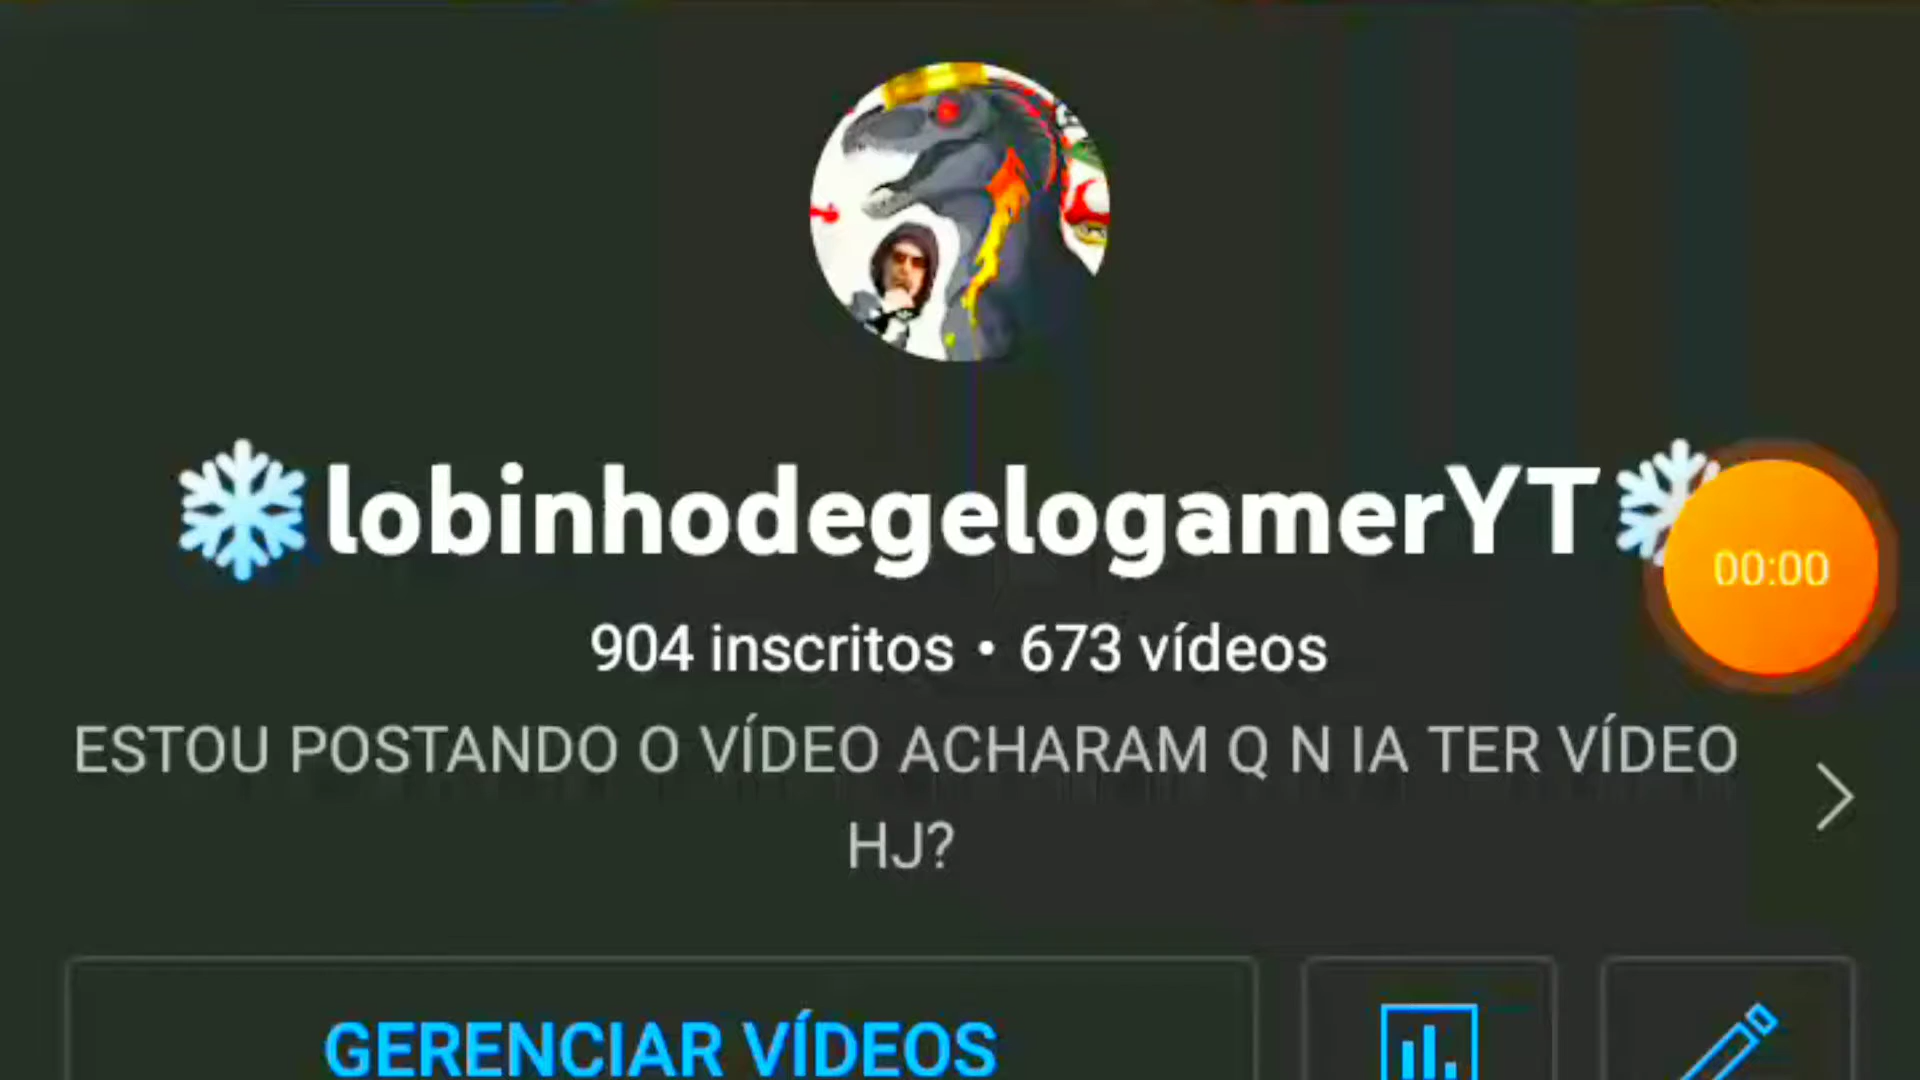 ❄️lobinhodegelogamerYT❄️
00:00
904 inscritos • 673 vídeos
ESTOU POSTANDO O VÍDEO ACHARAM Q N IA TER VÍDEO
HJ?
GERENCIAR VÍDEOS